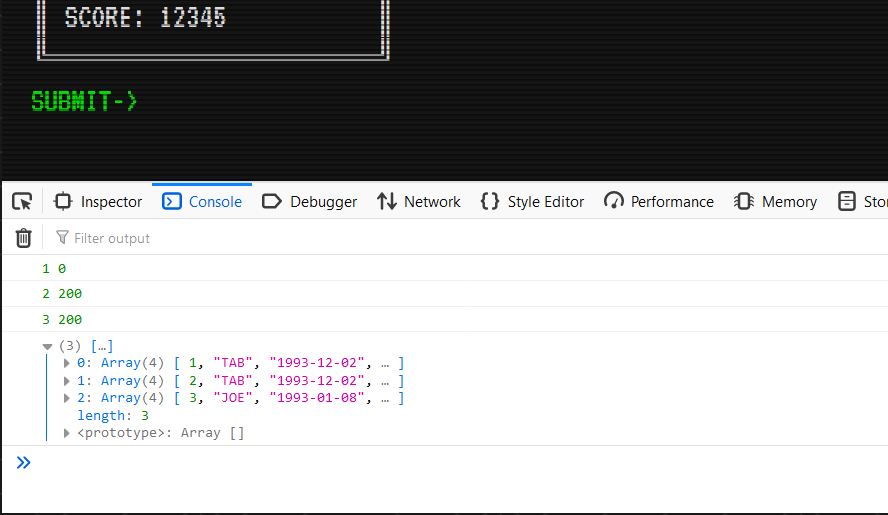 SCORE: 12345
SUBMIT->
Inspector Console Debugger Network Style Editor Performance Memory Sto
Filter output
1 0
2 200
3 200
(3) […]
0: Array(4) [ 1, "TAB", "1993-12-02", … ]
1: Array(4) [ 2, "TAB", "1993-12-02", … ]
2: Array(4) [ 3, "JOE", "1993-01-08", … ]
length: 3
<prototype>: Array []